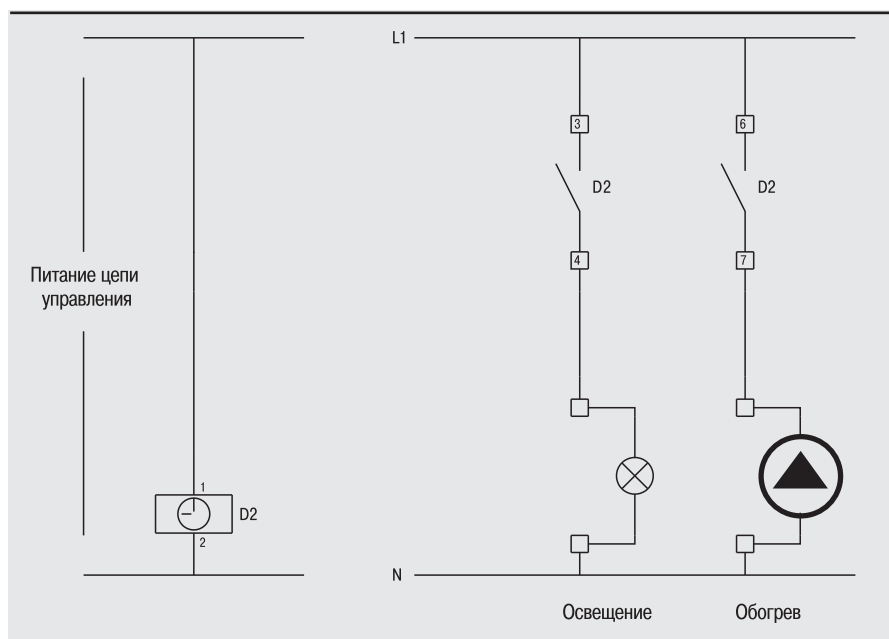 L1
3
6
D2
D2
4
7
Питание цепи
управления
1
D2
2
N
Освещение
Обогрев